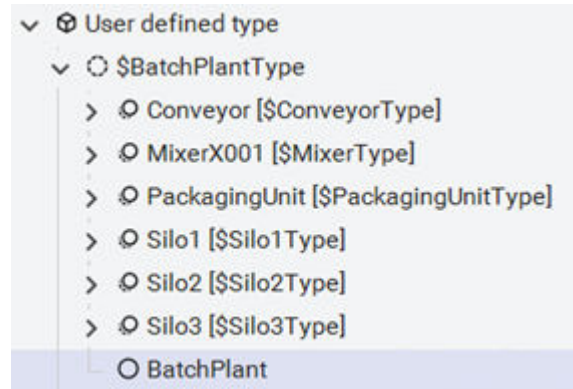 User defined type
$BatchPlantType
Conveyor [$ConveyorType]
MixerX001 [$MixerType]
PackagingUnit [$PackagingUnitType]
Silo1 [$Silo1Type]
Silo2 [$Silo2Type]
Silo3 [$Silo3Type]
BatchPlant